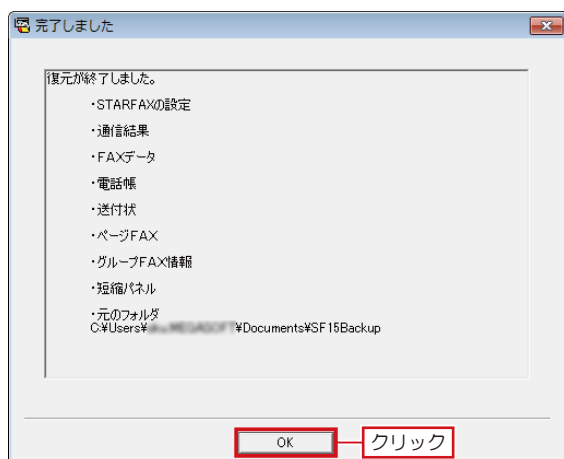 完了しました
復元が終了しました。
・STARFAXの設定
・通信結果
・FAXデータ
・電話帳
・送付状
・ページFAX
・グループFAX情報
・短縮パネル
・元のフォルダ
C:¥Users¥ ¥Documents¥SF15Backup
OK
クリック